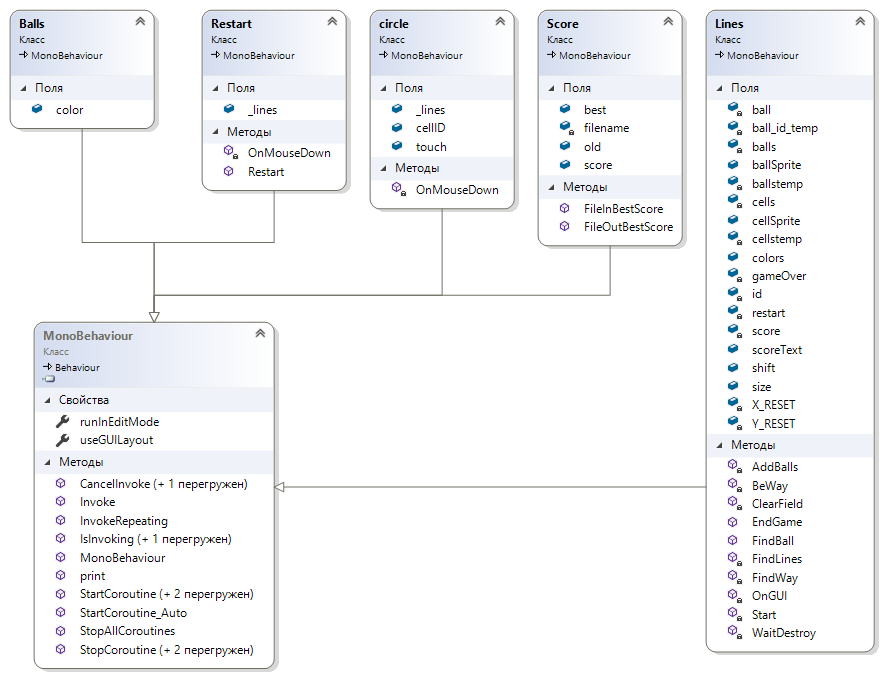 Balls
Класс
MonoBehaviour
Поля
color
Restart
Класс
MonoBehaviour
Поля
_lines
Методы
OnMouseDown
Restart
circle
Класс
MonoBehaviour
Поля
_lines
cellID
touch
Методы
OnMouseDown
Score
Класс
MonoBehaviour
Поля
best
filename
old
score
Методы
FileInBestScore
FileOutBestScore
Lines
Класс
MonoBehaviour
Поля
ball
ball_id_temp
balls
ballSprite
ballstemp
cells
cellSprite
cellstemp
colors
gameOver
id
restart
score
scoreText
shift
size
X_RESET
Y_RESET
Методы
AddBalls
BeWay
ClearField
EndGame
FindBall
FindLines
FindWay
OnGUI
Start
WaitDestroy
MonoBehaviour
Класс
Behaviour
Свойства
runInEditMode
useGUILayout
Методы
CancelInvoke (+ 1 перегружен)
Invoke
InvokeRepeating
IsInvoking (+ 1 перегружен)
MonoBehaviour
print
StartCoroutine (+ 2 перегружен)
StartCoroutine_Auto
StopAllCoroutines
StopCoroutine (+ 2 перегружен)